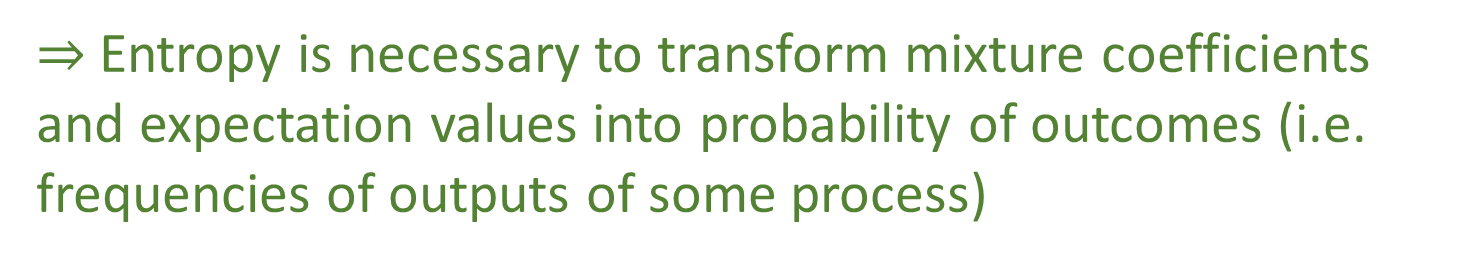 ⇒ Entropy is necessary to transform mixture coefficients
and expectation values into probability of outcomes (i.e.
frequencies of outputs of some process)